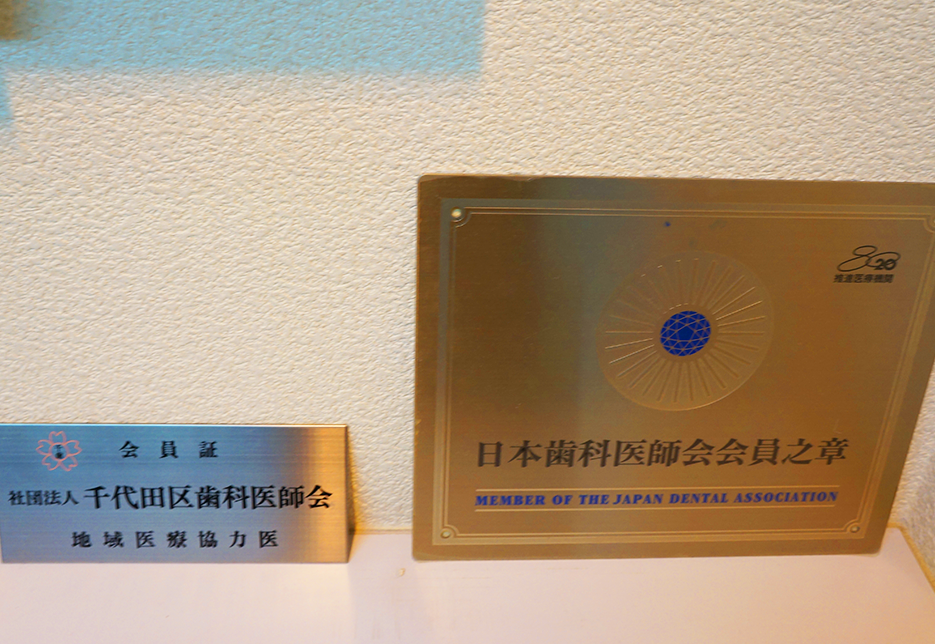 会員証
社団法人 千代田区歯科医師会
地域医療協力医
8020
推進医療機関
日本歯科医師会会員之章
MEMBER OF THE JAPAN DENTAL ASSOCIATION